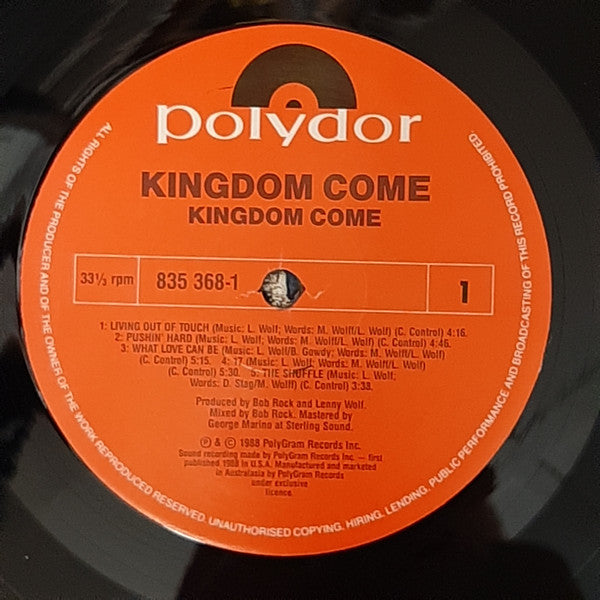 polydor
KINGDOM COME
KINGDOM COME
33⅓ rpm 835 368-1 1
1: LIVING OUT OF TOUCH (Music: L. Wolf; Words: M. Wolff/L. Wolf) (C. Control) 4:16.
2: PUSHIN' HARD (Music: L. Wolf; Words: M. Wolff/L. Wolf) (C. Control) 4:46.
3: WHAT LOVE CAN BE (Music: L. Wolf/B. Gowdy; Words: M. Wolff/L. Wolf)
(C. Control) 5:15. 4: 17 (Music: L. Wolf; Words: M. Wolff/L. Wolf)
(C. Control) 5:30. 5: THE SHUFFLE (Music: L. Wolf;
Words: D. Stag/M. Wolff) (C. Control) 3:38.
Produced by Bob Rock and Lenny Wolf.
Mixed by Bob Rock. Mastered by
George Marino at Sterling Sound.
℗ & © 1988 PolyGram Records Inc.
Sound recording made by PolyGram Records Inc — first
published 1988 in U.S.A. Manufactured and marketed
in Australasia by PolyGram Records
under exclusive
licence.
ALL RIGHTS OF THE PRODUCER AND OF THE OWNER OF THE WORK REPRODUCED RESERVED. UNAUTHORISED COPYING, HIRING, LENDING, PUBLIC PERFORMANCE AND BROADCASTING OF THIS RECORD PROHIBITED.